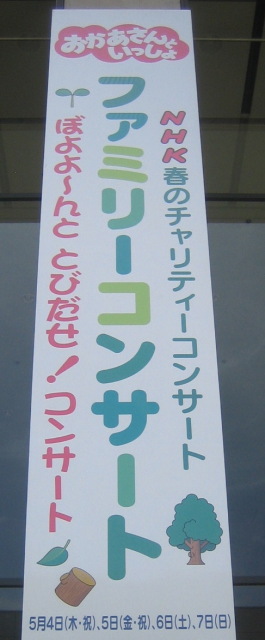 おかあさんと
いっしょ
NHK春のチャリティーコンサート
ファミリーコンサート
ぼよよ~んと とびだせ!コンサート
5月4日(木・祝)、5日(金・祝)、6日(土)、7日(日)